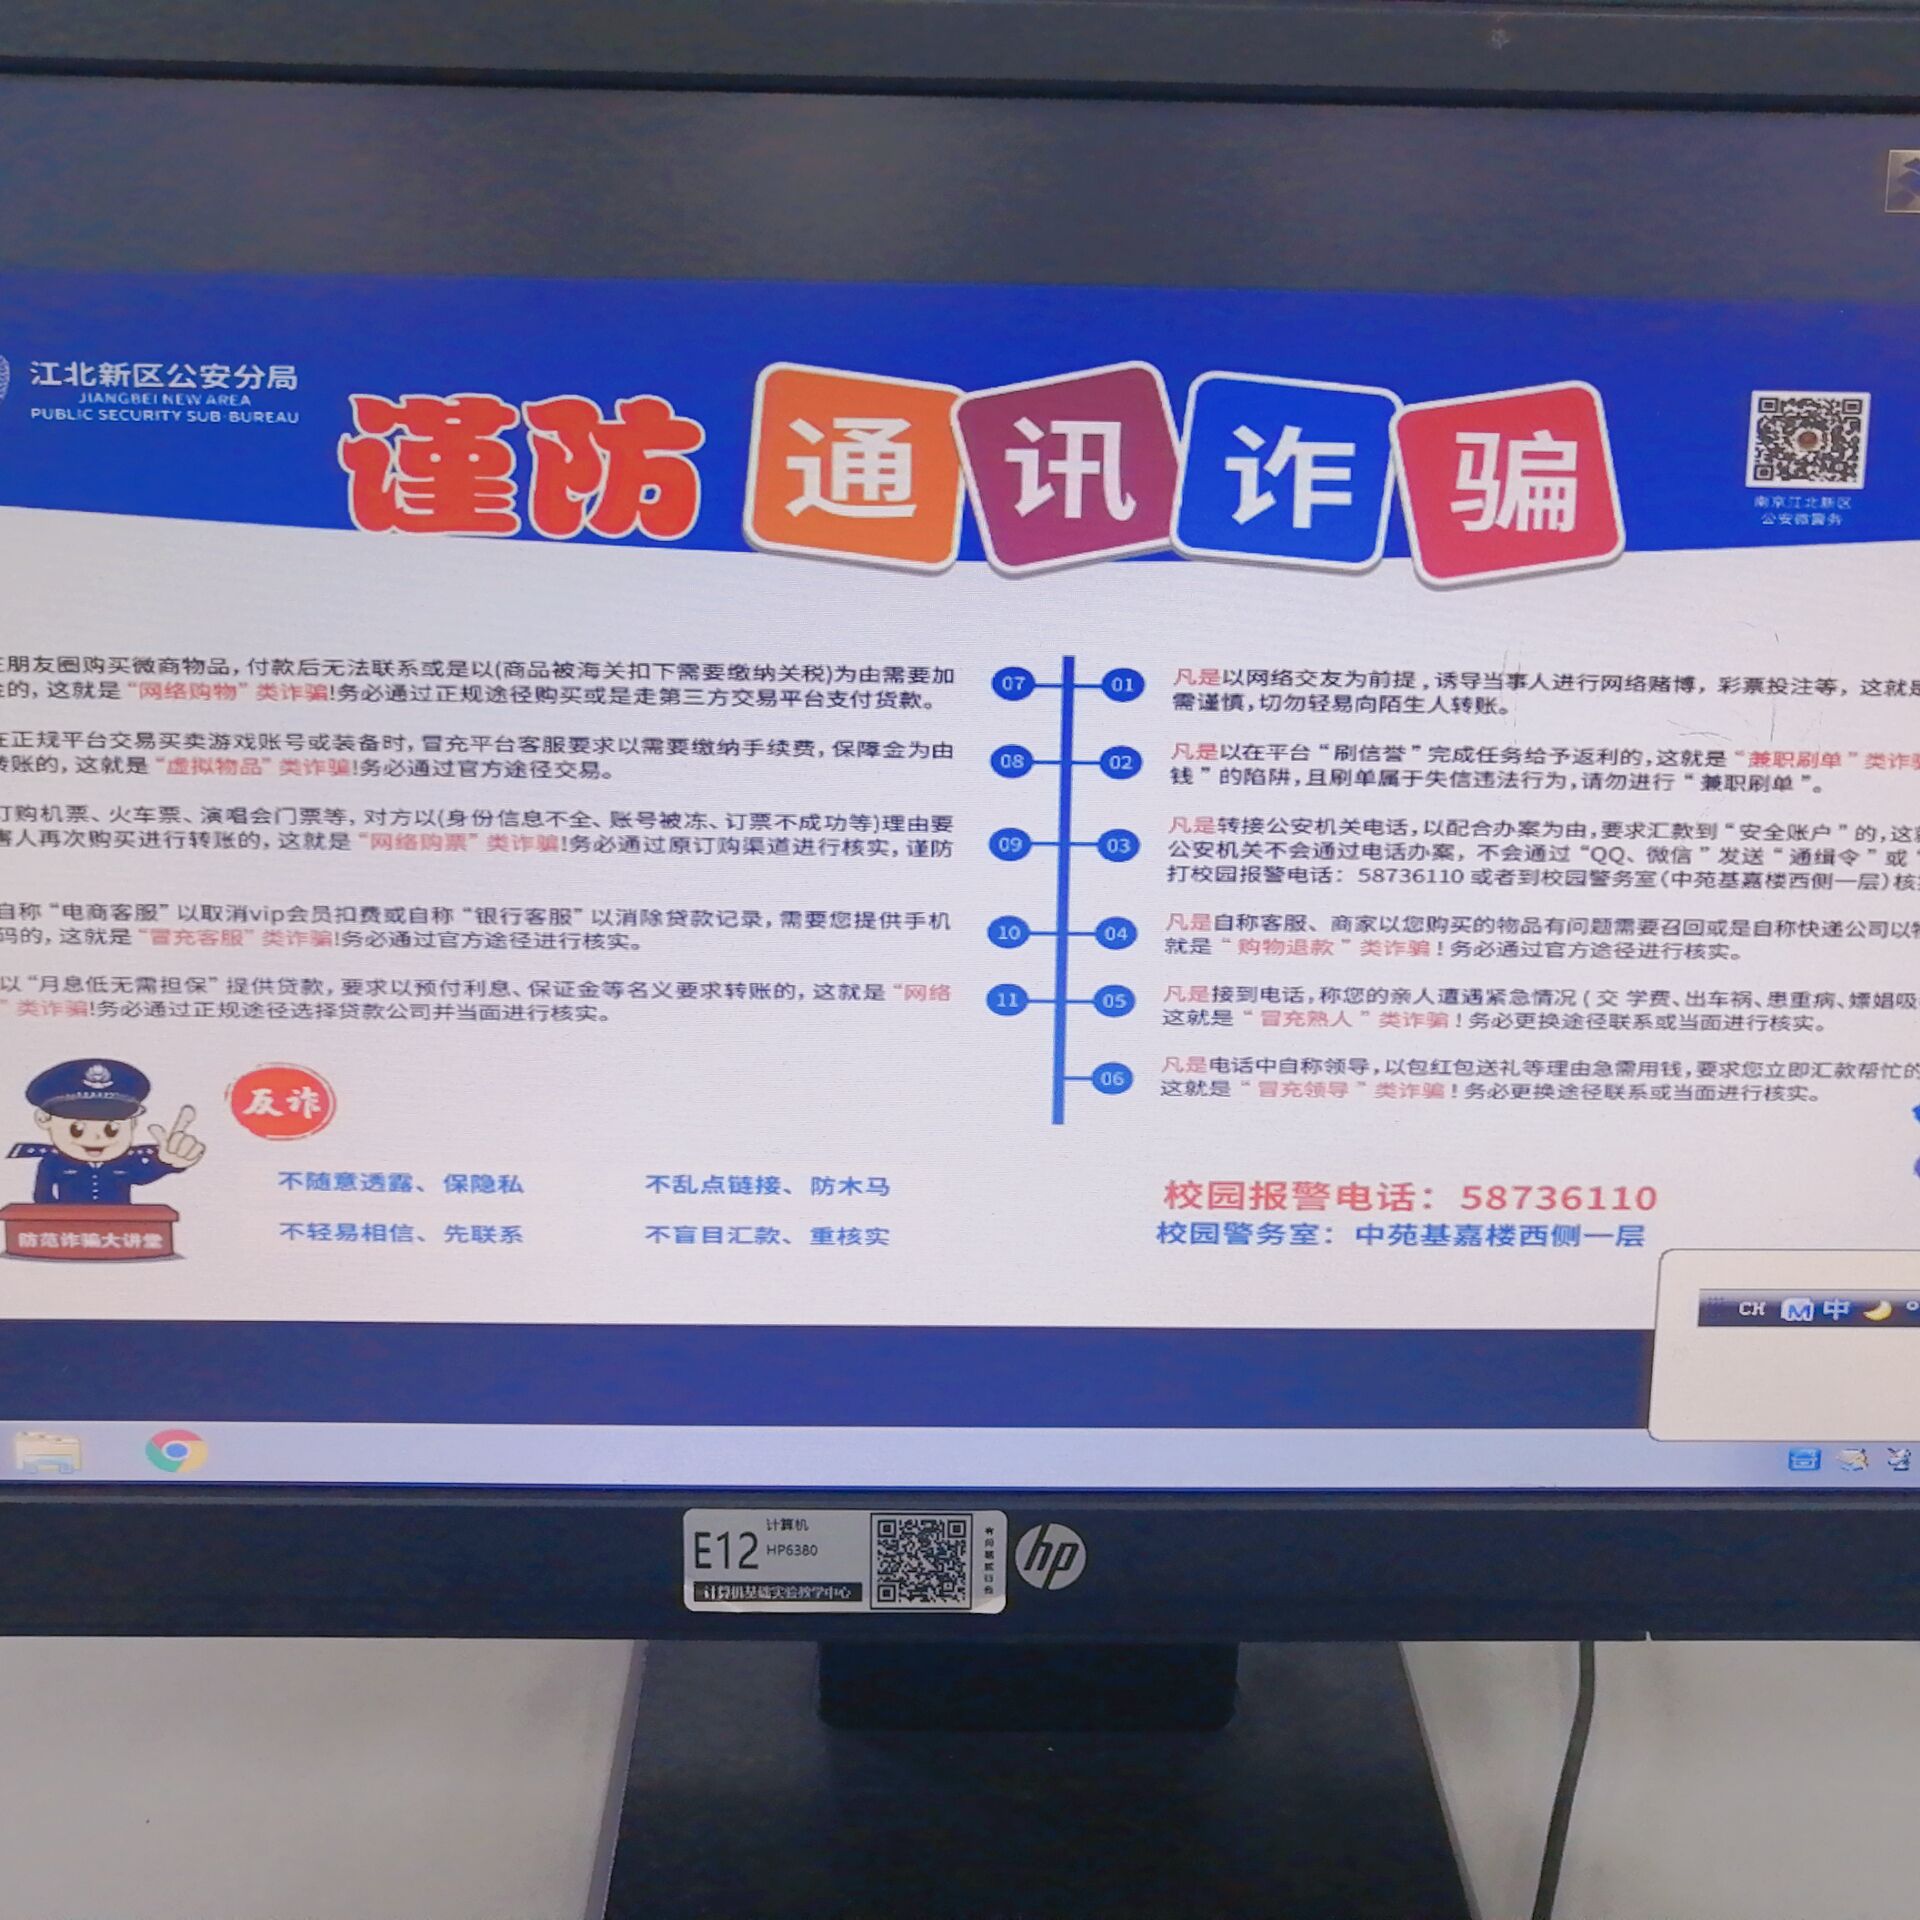 江北新区公安分局
JIANGBEI NEW AREA
PUBLIC SECURITY SUB-BUREAU
谨防通讯诈骗
南京江北新区
公安微警务
朋友圈购买微商物品，付款后无法联系或是以(商品被海关扣下需要缴纳关税)为由需要加
的，这就是“网络购物”类诈骗!务必通过正规途径购买或是走第三方交易平台支付货款。
07
在正规平台交易买卖游戏账号或装备时，冒充平台客服要求以需要缴纳手续费，保障金为由
转账的，这就是“虚拟物品”类诈骗!务必通过官方途径交易。
08
订购机票、火车票、演唱会门票等，对方以(身份信息不全、账号被冻、订票不成功等)理由要
害人再次购买进行转账的，这就是“网络购票”类诈骗!务必通过原订购渠道进行核实，谨防
09
自称“电商客服”以取消vip会员扣费或自称“银行客服”以消除贷款记录，需要您提供手机
码的，这就是“冒充客服”类诈骗!务必通过官方途径进行核实。
10
以“月息低无需担保”提供贷款，要求以预付利息、保证金等名义要求转账的，这就是“网络
”类诈骗!务必通过正规途径选择贷款公司并当面进行核实。
11
01
凡是以网络交友为前提，诱导当事人进行网络赌博，彩票投注等，这就是
需谨慎，切勿轻易向陌生人转账。
02
凡是以在平台“刷信誉”完成任务给予返利的，这就是“兼职刷单”类诈骗
钱”的陷阱，且刷单属于失信违法行为，请勿进行“兼职刷单”。
03
凡是转接公安机关电话，以配合办案为由，要求汇款到“安全账户”的，这就
公安机关不会通过电话办案，不会通过“QQ、微信”发送“通缉令”或“
打校园报警电话：58736110或者到校园警务室(中苑基嘉楼西侧一层)核
04
凡是自称客服、商家以您购买的物品有问题需要召回或是自称快递公司以物
就是“购物退款”类诈骗！务必通过官方途径进行核实。
05
凡是接到电话，称您的亲人遭遇紧急情况(交 学费、出车祸、患重病、嫖娼吸
这就是“冒充熟人”类诈骗！务必更换途径联系或当面进行核实。
06
凡是电话中自称领导，以包红包送礼等理由急需用钱，要求您立即汇款帮忙的
这就是“冒充领导”类诈骗！务必更换途径联系或当面进行核实。
反诈
防范诈骗大讲堂
不随意透露、保隐私
不乱点链接、防木马
不轻易相信、先联系
不盲目汇款、重核实
校园报警电话：58736110
校园警务室：中苑基嘉楼西侧一层
CH M 中
E12
计算机
HP6380
计算机基础实验教学中心
hp